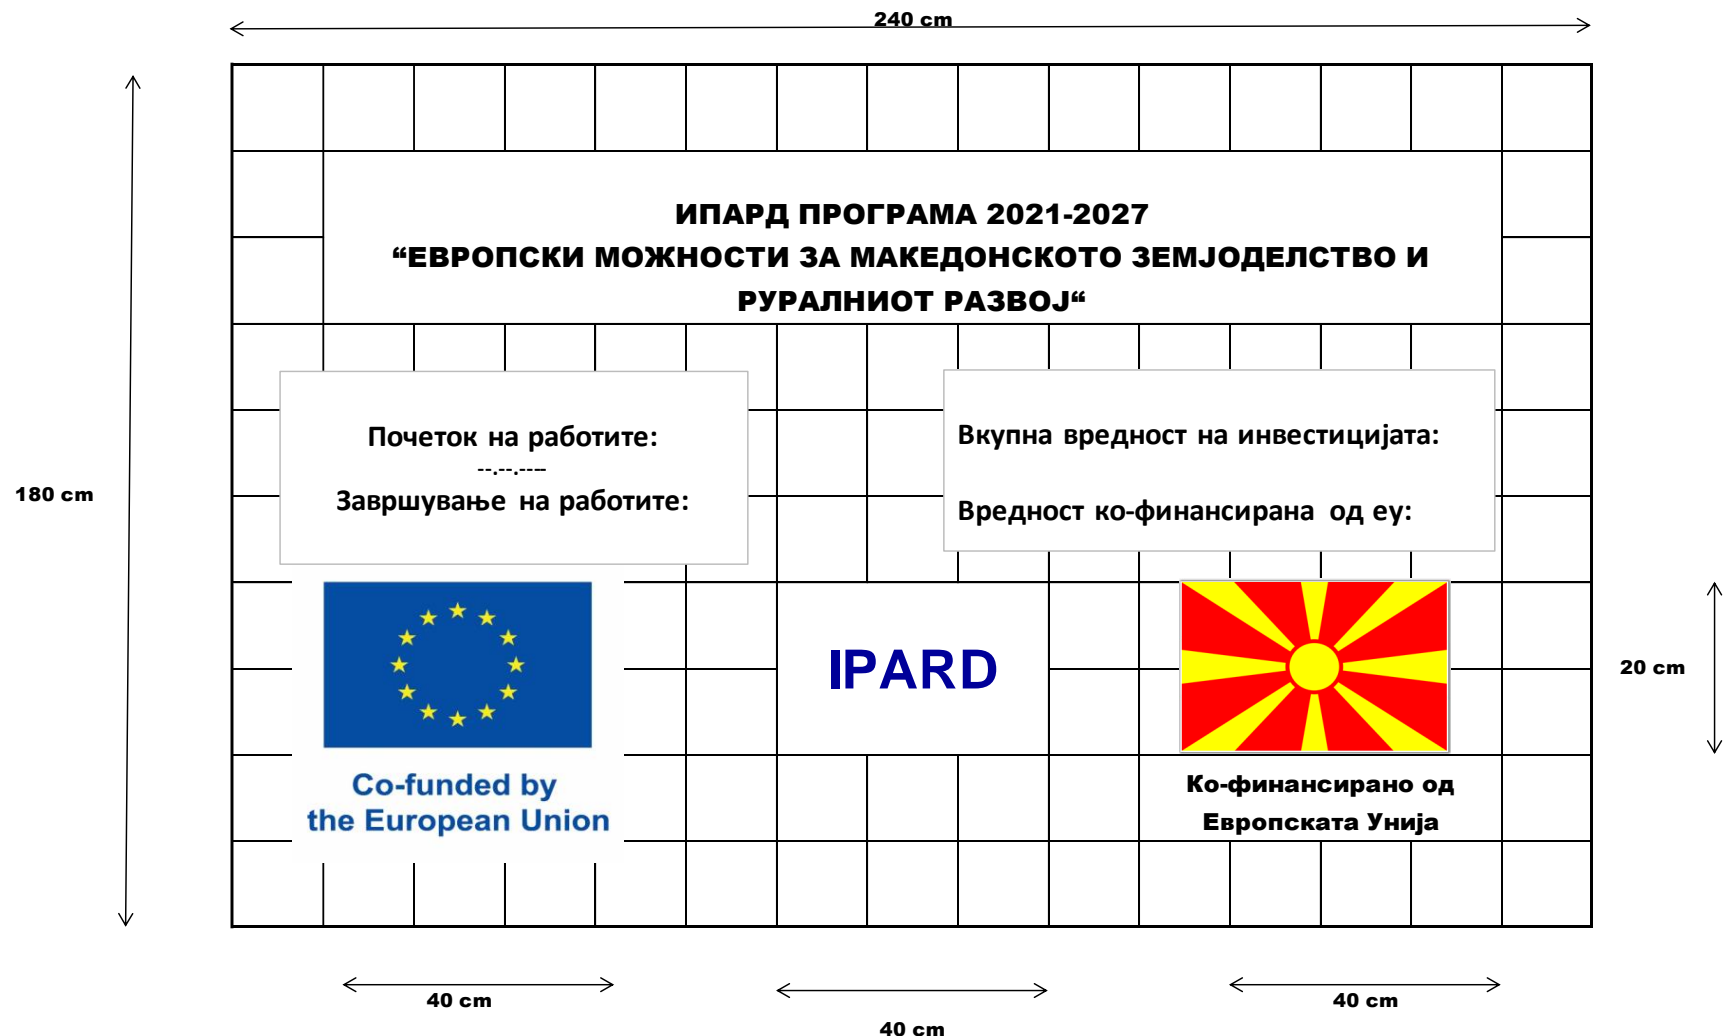 240 cm
ИПАРД ПРОГРАМА 2021-2027
“ЕВРОПСКИ МОЖНОСТИ ЗА МАКЕДОНСКОТО ЗЕМЈОДЕЛСТВО И
РУРАЛНИОТ РАЗВОЈ“
Почеток на работите:
--.--.----
Завршување на работите:
Вкупна вредност на инвестицијата:
Вредност ко-финансирана од еу:
180 cm
IPARD
20 cm
Co-funded by
the European Union
Ко-финансирано од
Европската Унија
40 cm
40 cm
40 cm